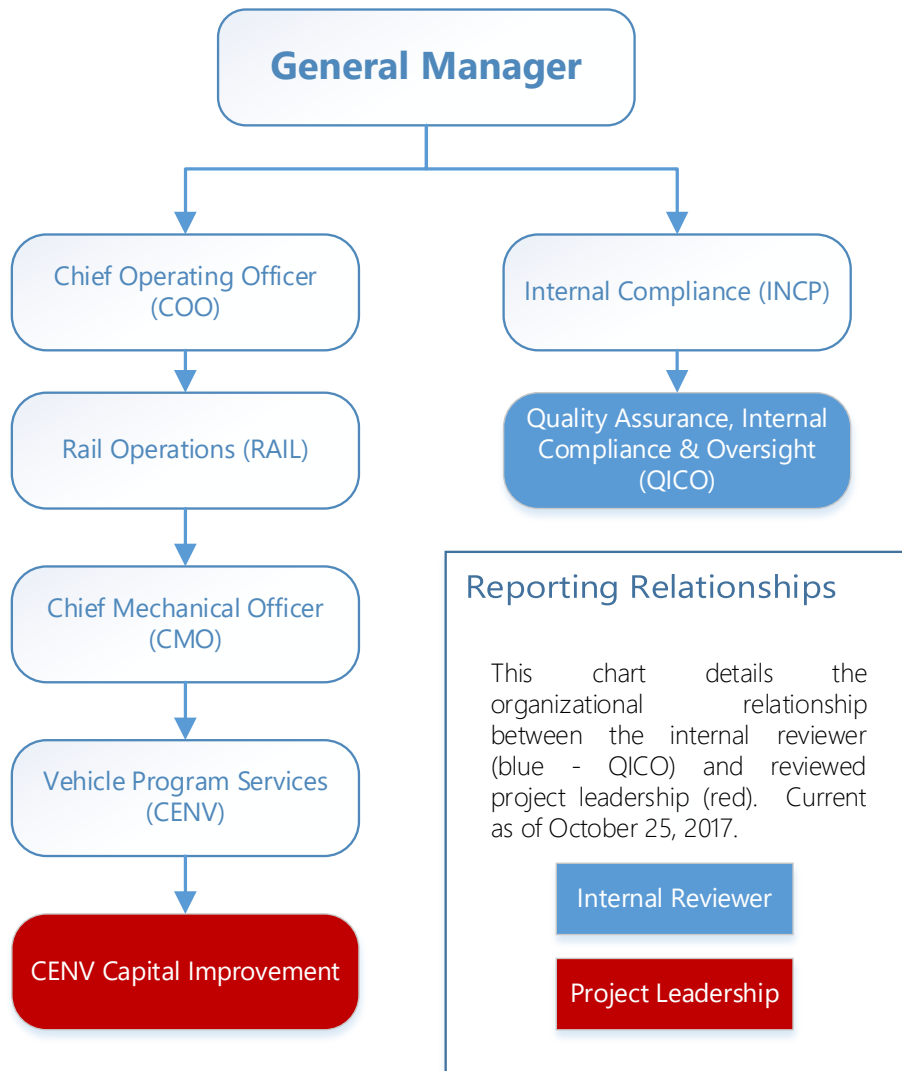 General Manager
Chief Operating Officer
(COO)
Internal Compliance (INCP)
Rail Operations (RAIL)
Quality Assurance, Internal
Compliance & Oversight
(QICO)
Chief Mechanical Officer
(CMO)
Vehicle Program Services
(CENV)
CENV Capital Improvement
Reporting Relationships
This chart details the
organizational relationship
between the internal reviewer
(blue - QICO) and reviewed
project leadership (red). Current
as of October 25, 2017.
Internal Reviewer
Project Leadership